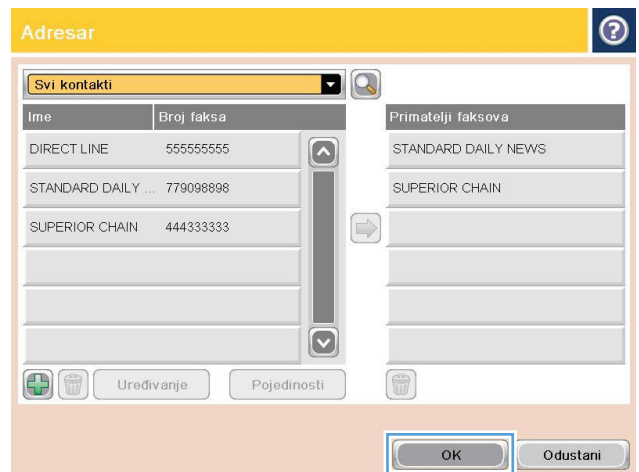 Adresar
?
Svi kontakti
Ime Broj faksa
Primatelji faksova
DIRECT LINE 555555555
STANDARD DAILY NEWS
STANDARD DAILY ... 779098898
SUPERIOR CHAIN
SUPERIOR CHAIN 444333333
Uređivanje
Pojedinosti
OK
Odustani